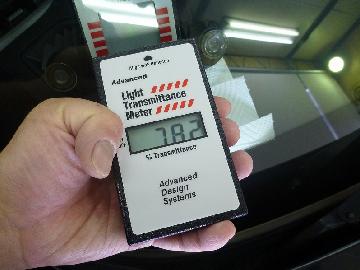 Advanced
Light
Transmittance
Meter
78.2
% Transmittance
Advanced
Design
Systems